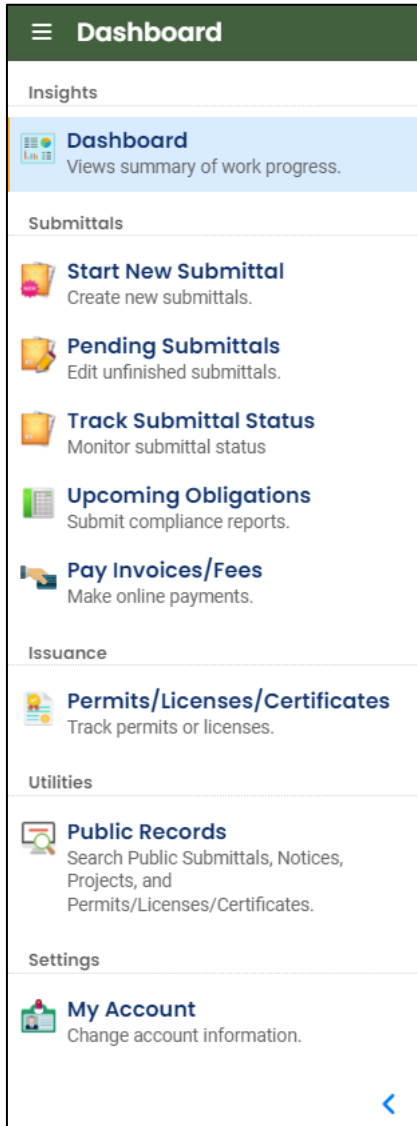 Dashboard
Insights
Dashboard
Views summary of work progress.
Submittals
Start New Submittal
Create new submittals.
Pending Submittals
Edit unfinished submittals.
Track Submittal Status
Monitor submittal status
Upcoming Obligations
Submit compliance reports.
Pay Invoices/Fees
Make online payments.
Issuance
Permits/Licenses/Certificates
Track permits or licenses.
Utilities
Public Records
Search Public Submittals, Notices,
Projects, and
Permits/Licenses/Certificates.
Settings
My Account
Change account information.